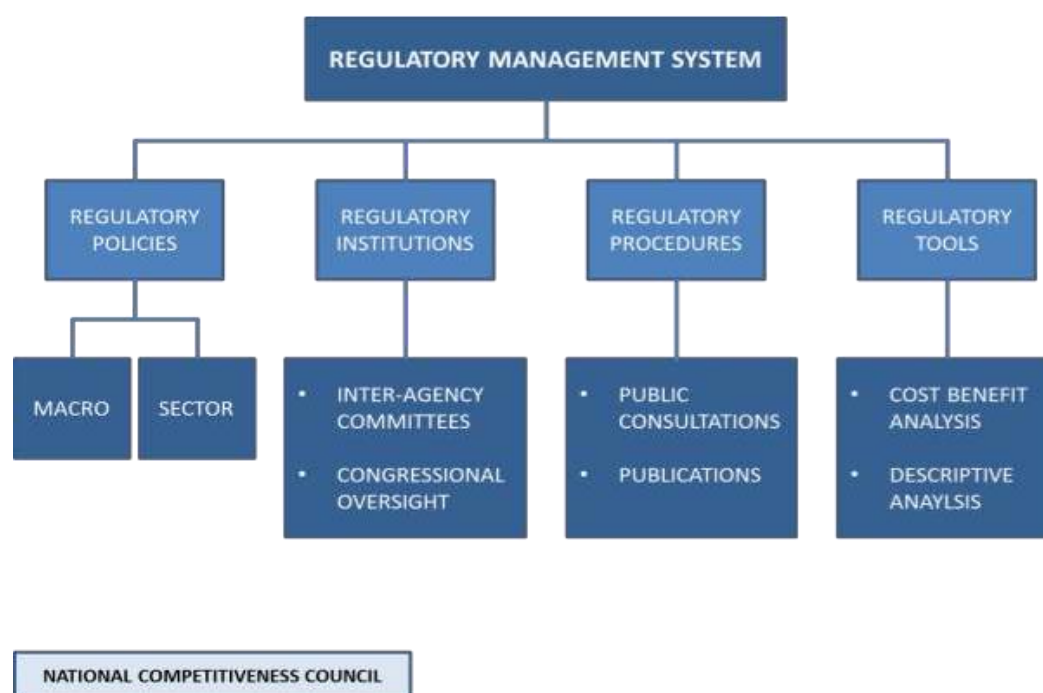 REGULATORY MANAGEMENT SYSTEM
REGULATORY
POLICIES
REGULATORY
INSTITUTIONS
REGULATORY
PROCEDURES
REGULATORY
TOOLS
MACRO
SECTOR
• INTER-AGENCY
COMMITTEES
• CONGRESSIONAL
OVERSIGHT
• PUBLIC
CONSULTATIONS
• PUBLICATIONS
• COST BENEFIT
ANALYSIS
• DESCRIPTIVE
ANAYLSIS
NATIONAL COMPETITIVENESS COUNCIL